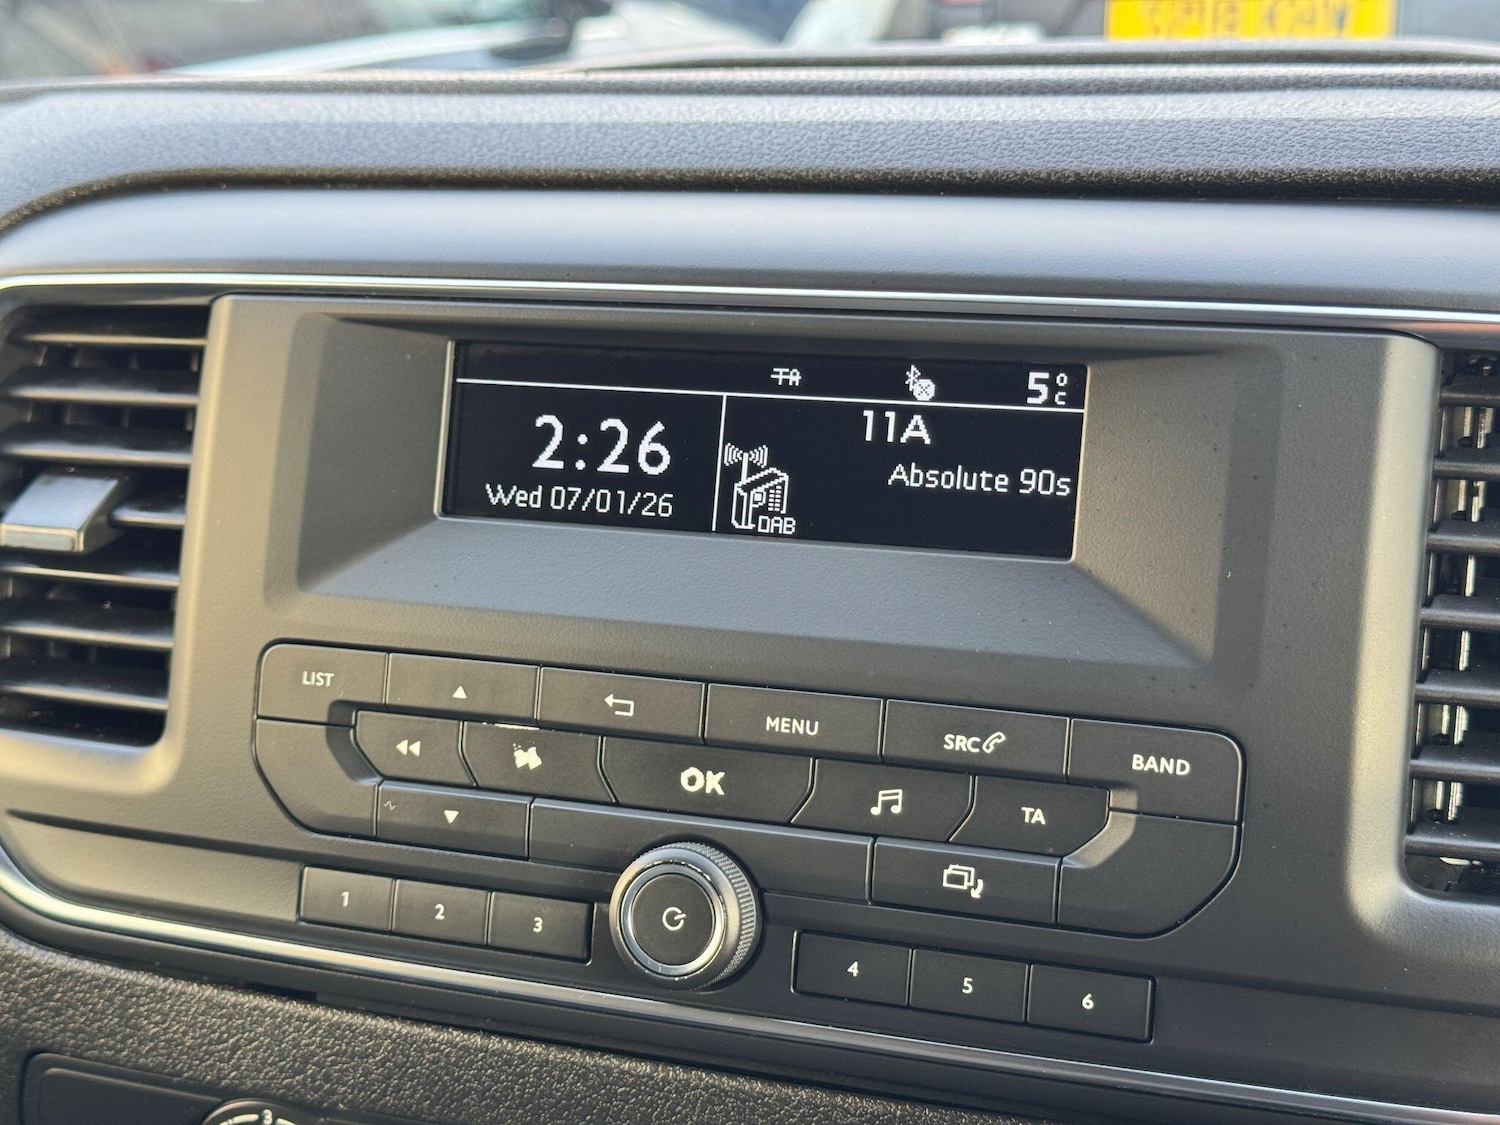 TA
5°C
2:26
11A
Absolute 90s
Wed 07/01/26
DAB
LIST
MENU
SRC
BAND
OK
TA
1
2
3
4
5
6
3